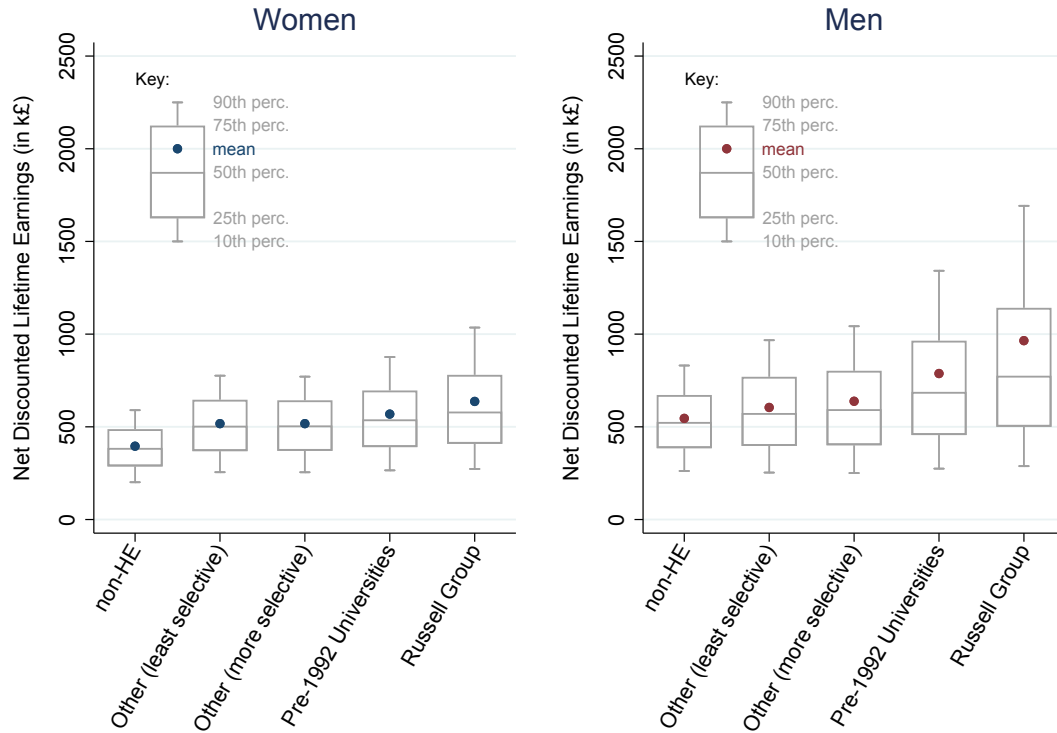 Women
Net Discounted Lifetime Earnings (in k£)
2500
2000
1500
1000
500
0
Key:
90th perc.
75th perc.
mean
50th perc.
25th perc.
10th perc.
non-HE
Other (least selective)
Other (more selective)
Pre-1992 Universities
Russell Group
Men
Net Discounted Lifetime Earnings (in k£)
2500
2000
1500
1000
500
0
Key:
90th perc.
75th perc.
mean
50th perc.
25th perc.
10th perc.
non-HE
Other (least selective)
Other (more selective)
Pre-1992 Universities
Russell Group